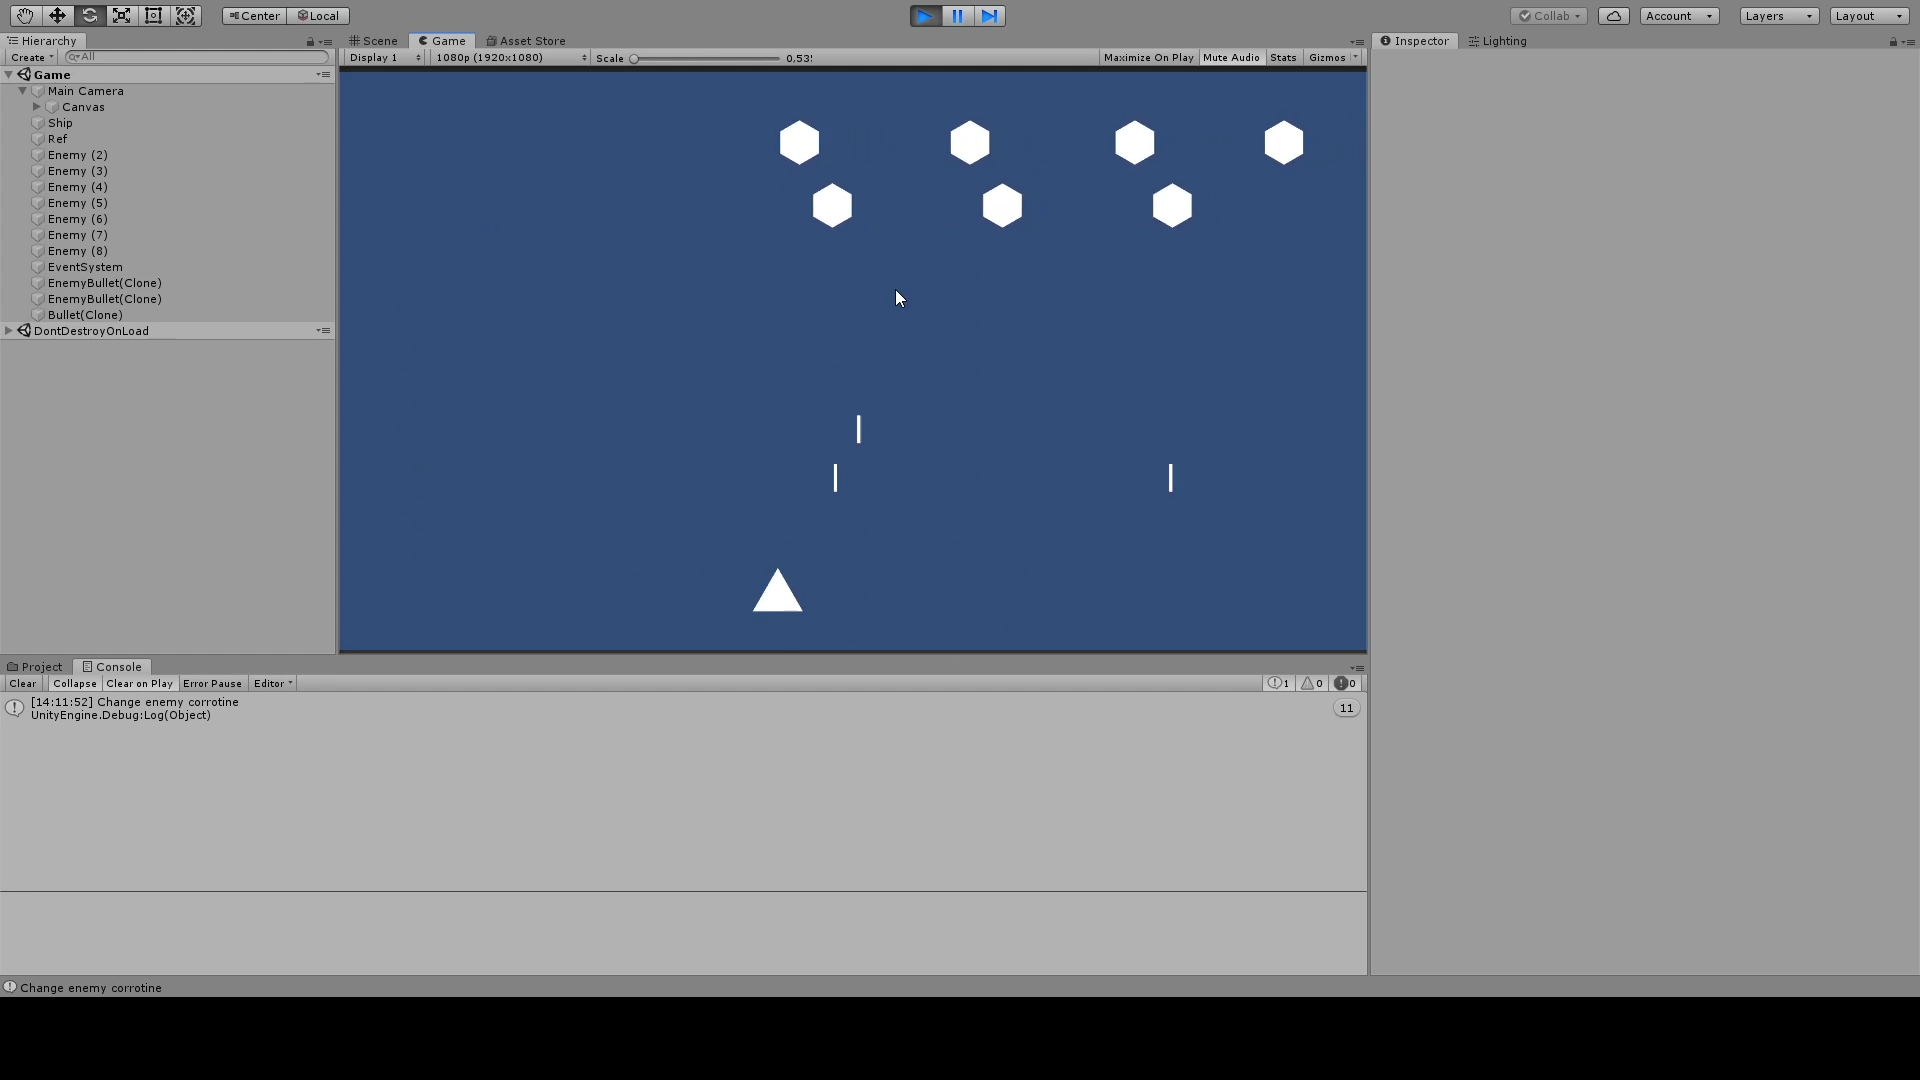 Center Local Collab Account Layers Layout
Hierarchy Scene Game Asset Store Inspector Lighting
Create All Display 1 1080p (1920x1080) Scale 0,53! Maximize On Play Mute Audio Stats Gizmos
Game
Main Camera
Canvas
Ship
Ref
Enemy (2)
Enemy (3)
Enemy (4)
Enemy (5)
Enemy (6)
Enemy (7)
Enemy (8)
EventSystem
EnemyBullet(Clone)
EnemyBullet(Clone)
Bullet(Clone)
DontDestroyOnLoad
Project Console
Clear Collapse Clear on Play Error Pause Editor 1 0 0
[14:11:52] Change enemy corrotine
UnityEngine.Debug:Log(Object)
11
Change enemy corrotine